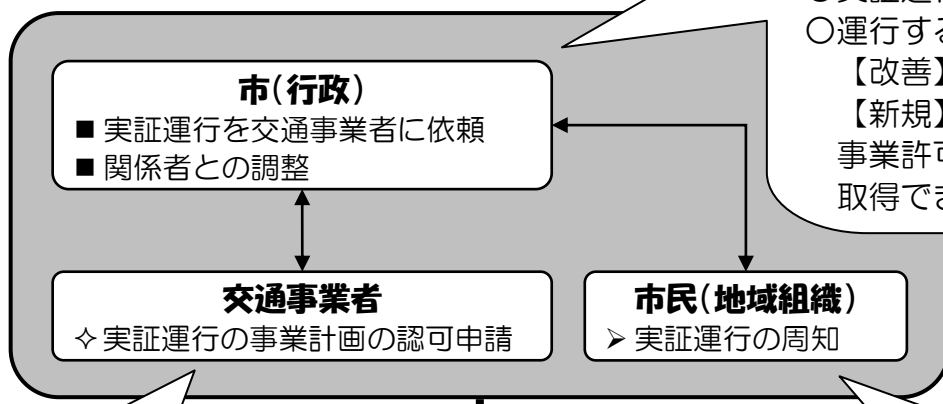 〇運行する
【改善】
【新規】
事業許可
取得でき
市(行政)
■ 実証運行を交通事業者に依頼
■ 関係者との調整
交通事業者
✧実証運行の事業計画の認可申請
市民(地域組織)
➢ 実証運行の周知